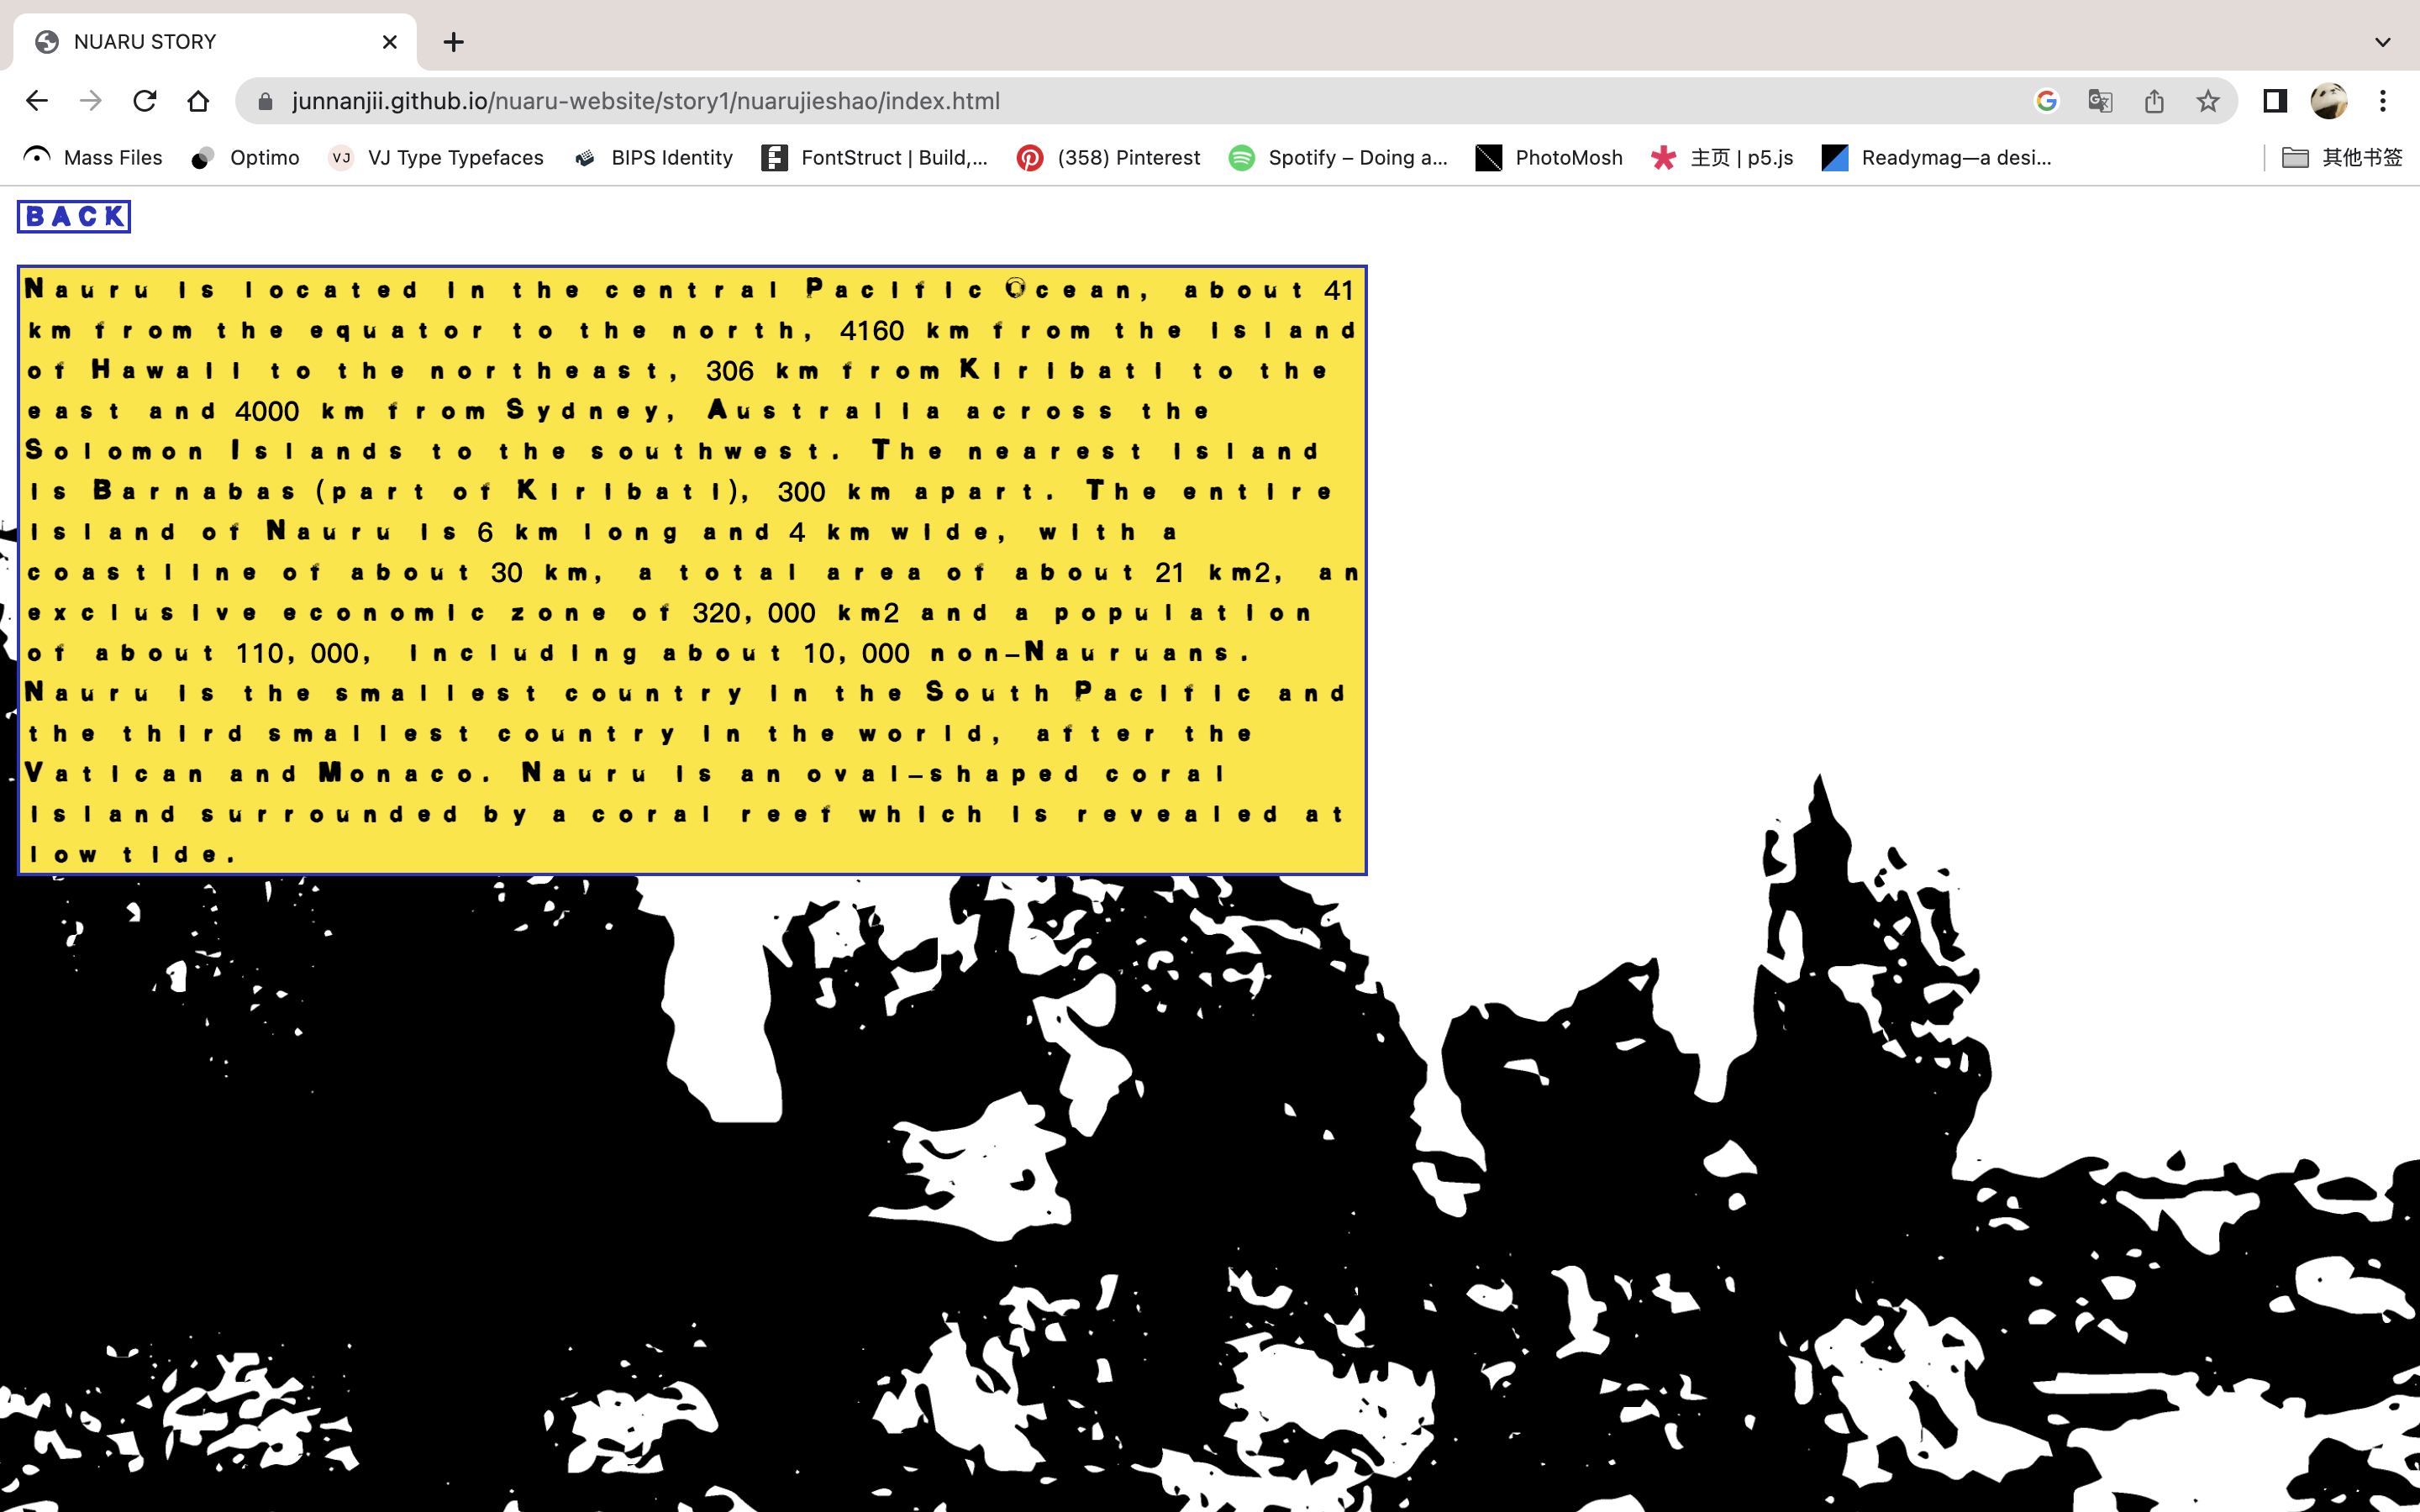 NUARU STORY
junnanjii.github.io/nuaru-website/story1/nuarujieshao/index.html
Mass Files
Optimo
VJ
VJ Type Typefaces
BIPS Identity
FontStruct | Build,...
(358) Pinterest
Spotify – Doing a...
PhotoMosh
主页 | p5.js
Readymag—a desi...
其他书签
BACK
Nauru is located in the central Pacific Ocean, about 41
km from the equator to the north, 4160 km from the island
of Hawaii to the northeast, 306 km from Kiribati to the
east and 4000 km from Sydney, Australia across the
Solomon Islands to the southwest. The nearest island
is Barnabas (part of Kiribati), 300 km apart. The entire
island of Nauru is 6 km long and 4 km wide, with a
coastline of about 30 km, a total area of about 21 km2, an
exclusive economic zone of 320, 000 km2 and a population
of about 110, 000, including about 10, 000 non-Nauruans.
Nauru is the smallest country in the South Pacific and
the third smallest country in the world, after the
Vatican and Monaco. Nauru is an oval-shaped coral
island surrounded by a coral reef which is revealed at
low tide.